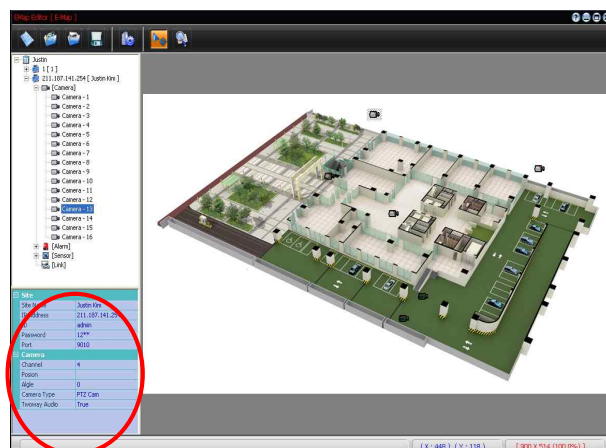 EMap Editor [ E-Map ]
Justin
1 [ 1 ]
211.187.141.254 [ Justin Kim ]
[Camera]
Camera - 1
Camera - 2
Camera - 3
Camera - 4
Camera - 5
Camera - 6
Camera - 7
Camera - 8
Camera - 9
Camera - 10
Camera - 11
Camera - 12
Camera - 13
Camera - 14
Camera - 15
Camera - 16
[Alarm]
[Sensor]
[Link]
Site
Site Name Justin Kim
IP Address 211.187.141.25
ID admin
Password 12**
Port 9010
Camera
Channel 4
Posion
Algle 0
Camera Type PTZ Cam
Twoway Audio True
( X : 448 ) ( Y : 118 ) [ 900 X 514 (100.0%) ]